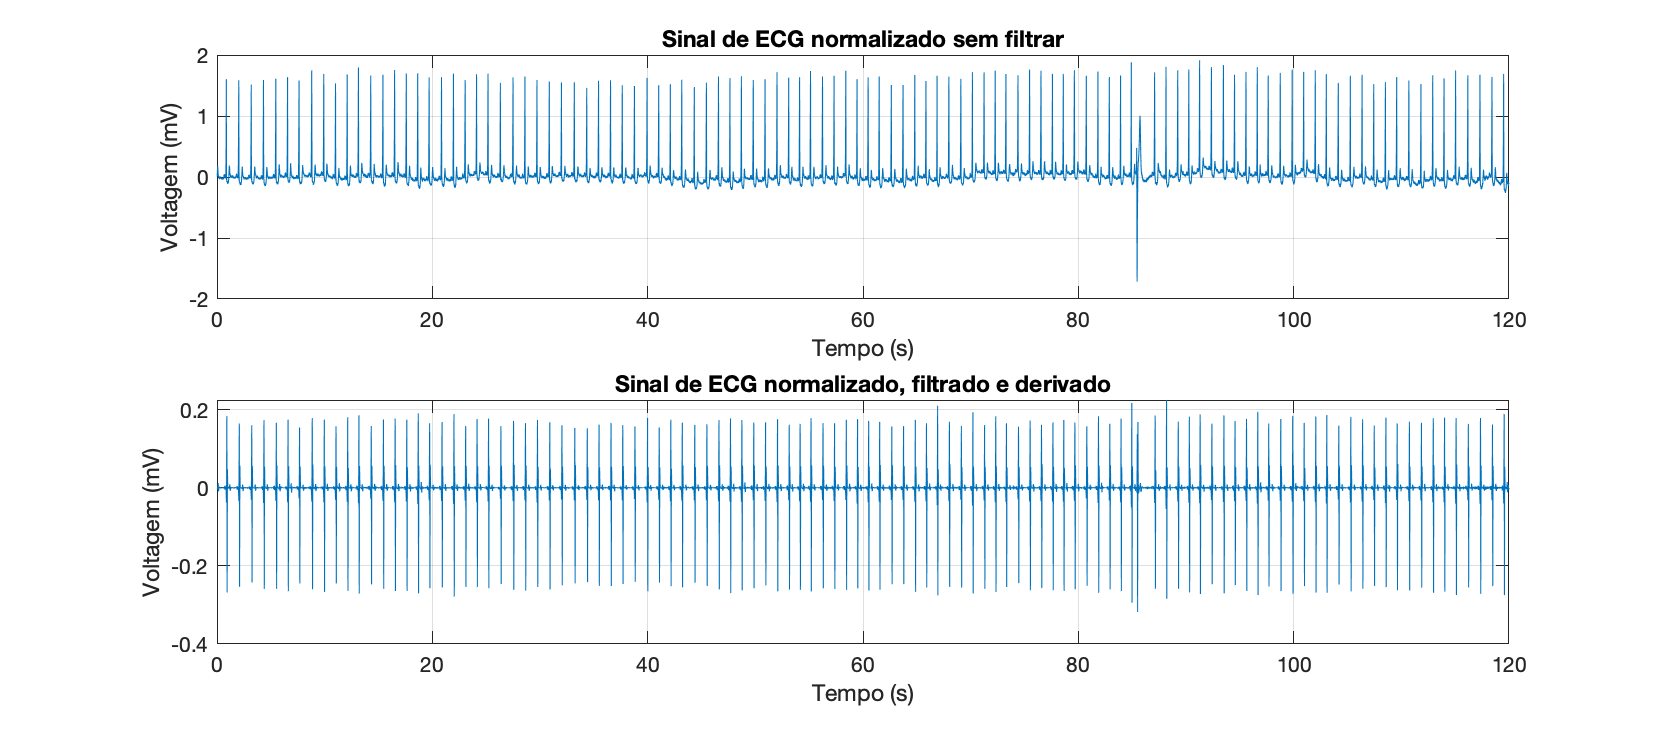 Sinal de ECG normalizado sem filtrar
Voltagem (mV)
2
1
0
-1
-2
0 20 40 60 80 100 120
Tempo (s)
Sinal de ECG normalizado, filtrado e derivado
Voltagem (mV)
0.2
0
-0.2
-0.4
0 20 40 60 80 100 120
Tempo (s)